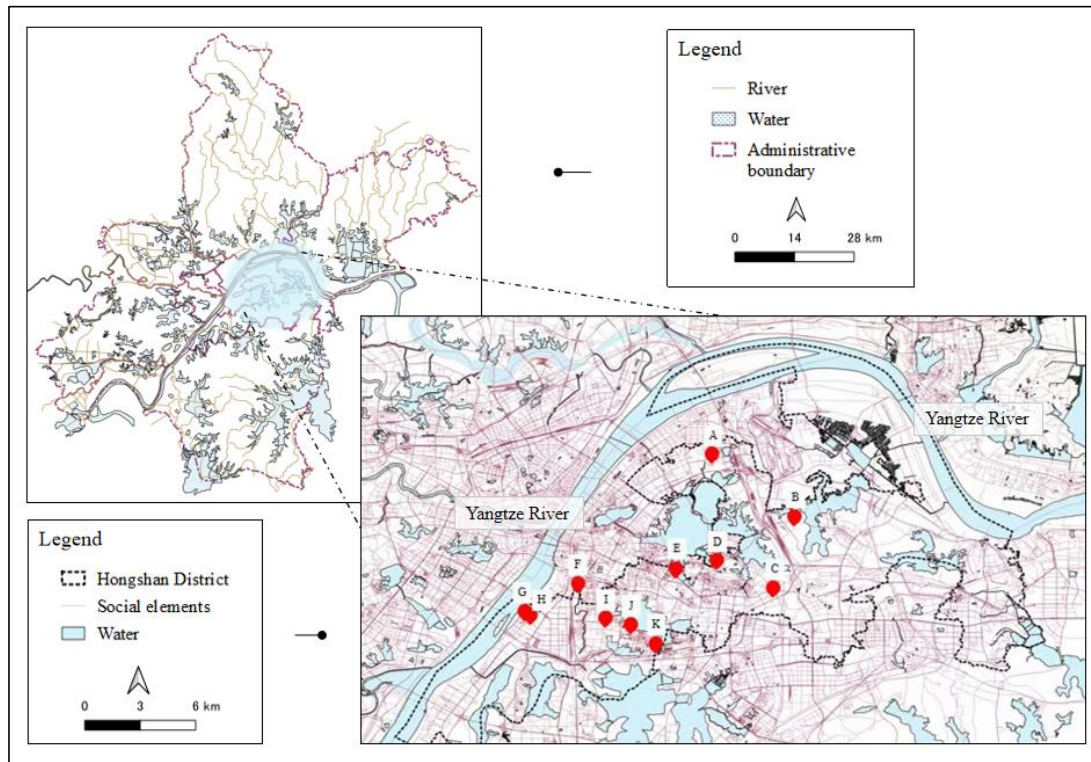 Legend
River
Water
Administrative
boundary
0 14 28 km
Yangtze River
A
B
Yangtze River
D
E
C
F
G
H
I
J
K
Legend
Hongshan District
Social elements
Water
0 3 6 km